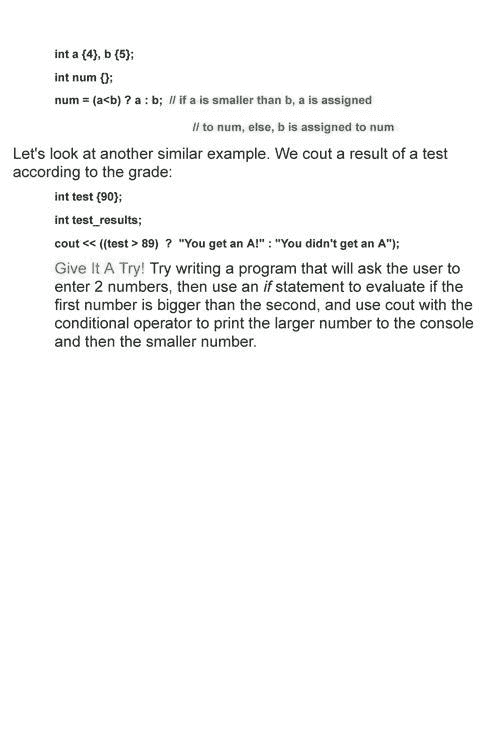 int a {4}, b {5};
int num {};
num = (a<b) ? a : b;  // if a is smaller than b, a is assigned
// to num, else, b is assigned to num
Let's look at another similar example. We cout a result of a test
according to the grade:
int test {90};
int test_results;
cout << ((test > 89)  ?  "You get an A!" : "You didn't get an A");
Give It A Try! Try writing a program that will ask the user to
enter 2 numbers, then use an if statement to evaluate if the
first number is bigger than the second, and use cout with the
conditional operator to print the larger number to the console
and then the smaller number.